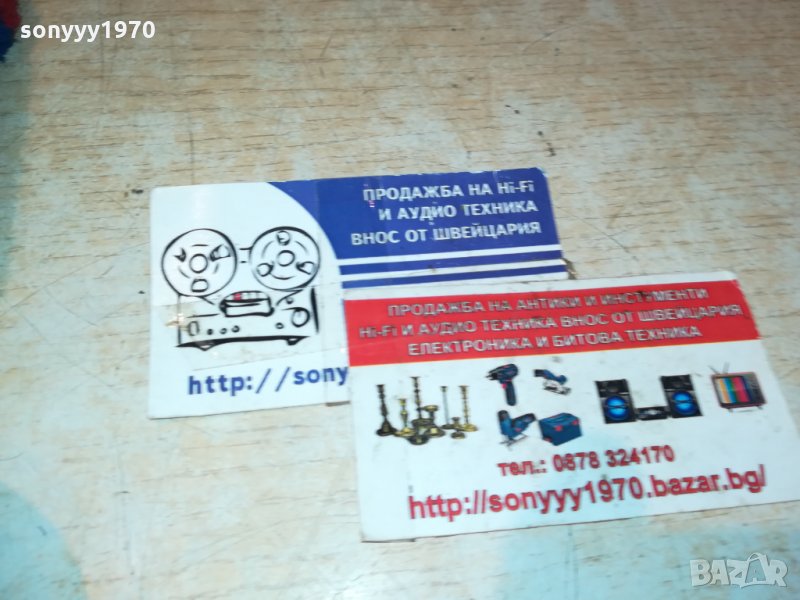 sonyyy1970
ПРОДАЖБА НА Hi-Fi
И АУДИО ТЕХНИКА
ВНОС ОТ ШВЕЙЦАРИЯ
http://sony
ПРОДАЖБА НА АНТИКИ И ИНСТУМЕНТИ
Hi-Fi И АУДИО ТЕХНИКА ВНОС ОТ ШВЕЙЦАРИЯ
ЕЛЕКТРОНИКА И БИТОВА ТЕХНИКА
тел.: 0878 324170
http://sonyyy1970.bazar.bg/
BAZAR